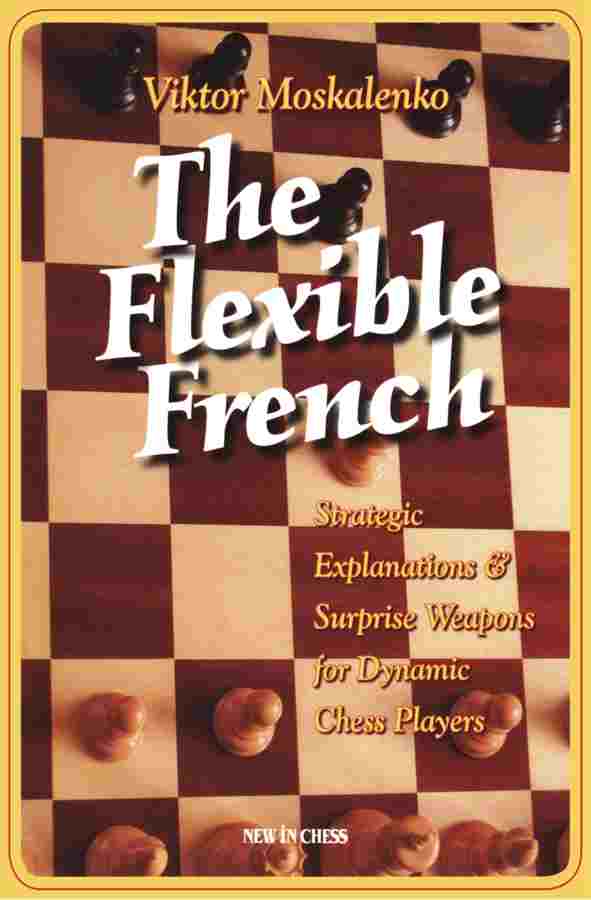 Viktor Moskalenko
The
Flexible
French
Strategic
Explanations &
Surprise Weapons
for Dynamic
Chess Players
NEW IN CHESS